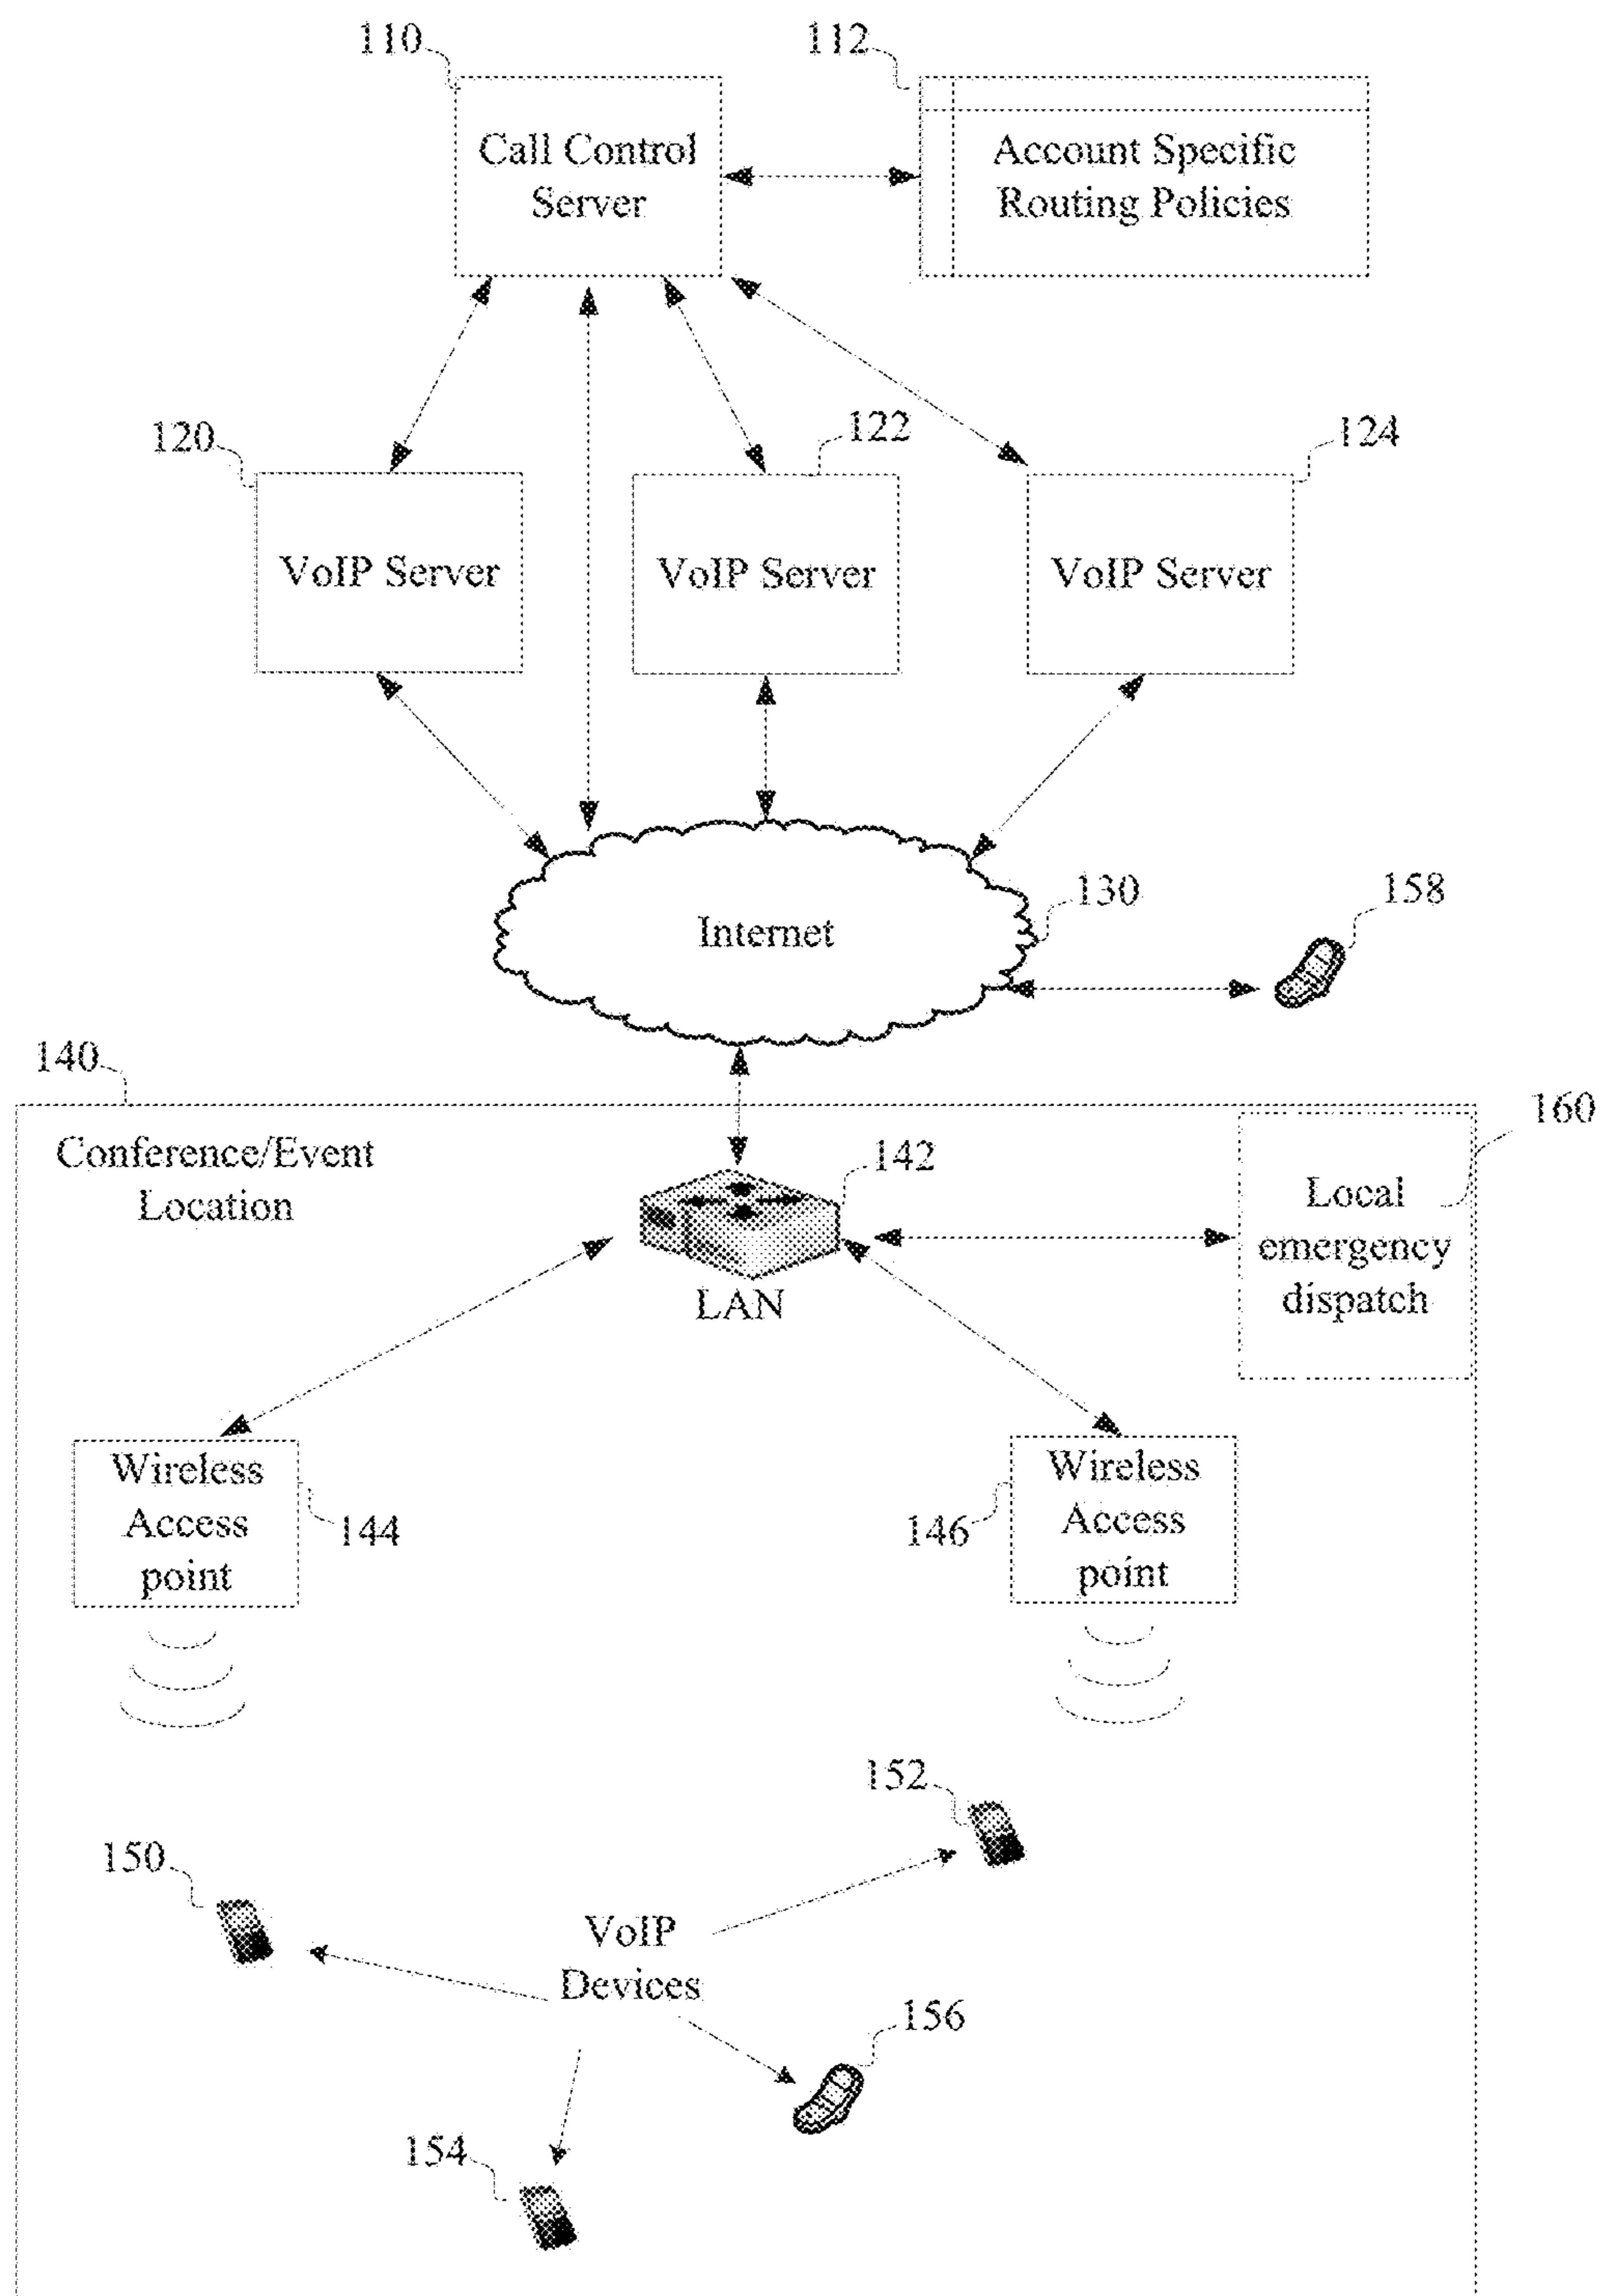 110
112
Call Control
Server
Account Specific
Routing Policies
120
122
124
VoIP Server
VoIP Server
VoIP Server
130
158
Internet
140
160
Conference/Event
Location
142
Local
emergency
dispatch
LAN
Wireless
Access
point
144
146
Wireless
Access
point
152
150
VoIP
Devices
156
154